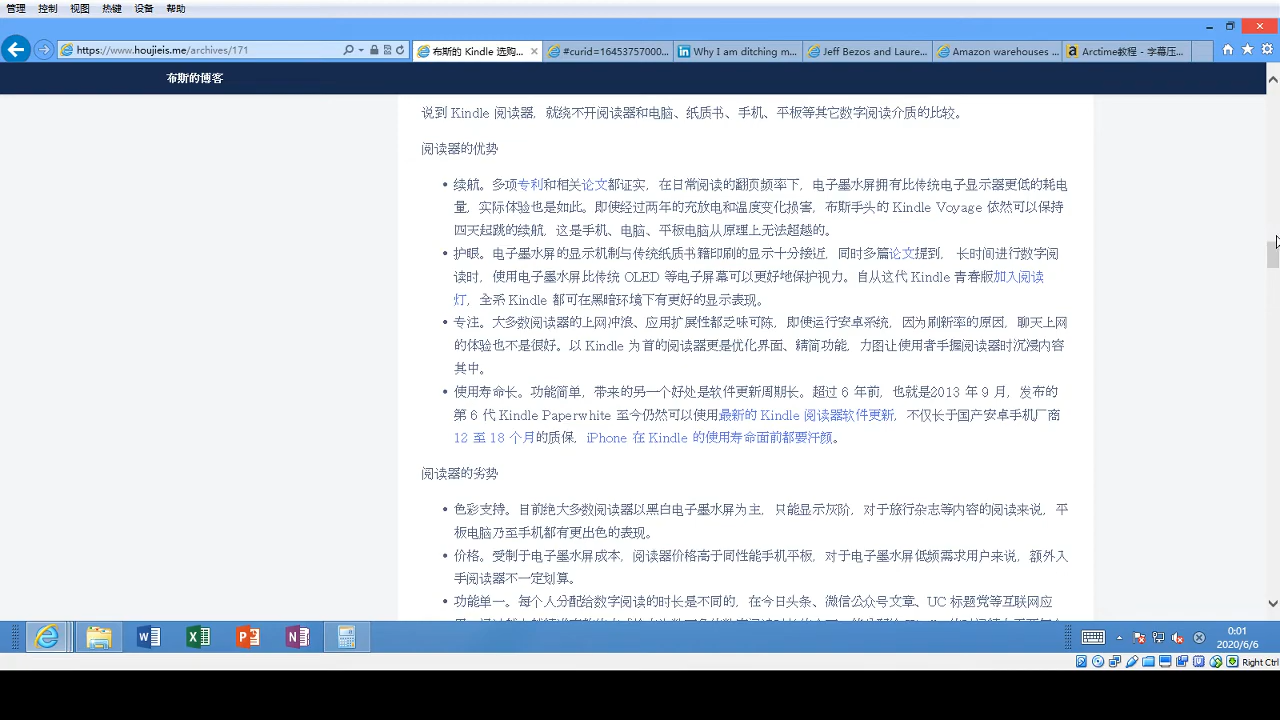 管理 控制 视图 热键 设备 帮助
https://www.houjieis.me/archives/171
布斯的 Kindle 选购...
#curid=16453757000...
Why I am ditching m...
Jeff Bezos and Laure...
Amazon warehouses ...
Arctime教程 - 字幕压...
布斯的博客
说到 Kindle 阅读器，就绕不开阅读器和电脑、纸质书、手机、平板等其它数字阅读介质的比较。
阅读器的优势
• 续航。多项专利和相关论文都证实，在日常阅读的翻页频率下，电子墨水屏拥有比传统电子显示器更低的耗电
量，实际体验也是如此。即使经过两年的充放电和温度变化损害，布斯手头的 Kindle Voyage 依然可以保持
四天起跳的续航，这是手机、电脑、平板电脑从原理上无法超越的。
• 护眼。电子墨水屏的显示机制与传统纸质书籍印刷的显示十分接近，同时多篇论文提到， 长时间进行数字阅
读时，使用电子墨水屏比传统 OLED 等电子屏幕可以更好地保护视力。自从这代 Kindle 青春版加入阅读
灯，全系 Kindle 都可在黑暗环境下有更好的显示表现。
• 专注。大多数阅读器的上网冲浪、应用扩展性都乏味可陈，即使运行安卓系统，因为刷新率的原因，聊天上网
的体验也不是很好。以 Kindle 为首的阅读器更是优化界面、精简功能，力图让使用者手握阅读器时沉浸内容
其中。
• 使用寿命长。功能简单，带来的另一个好处是软件更新周期长。超过 6 年前，也就是2013 年 9 月，发布的
第 6 代 Kindle Paperwhite 至今仍然可以使用最新的 Kindle 阅读器软件更新，不仅长于国产安卓手机厂商
12 至 18 个月的质保，iPhone 在 Kindle 的使用寿命面前都要汗颜。
阅读器的劣势
• 色彩支持。目前绝大多数阅读器以黑白电子墨水屏为主，只能显示灰阶，对于旅行杂志等内容的阅读来说，平
板电脑乃至手机都有更出色的表现。
• 价格。受制于电子墨水屏成本，阅读器价格高于同性能手机平板，对于电子墨水屏低频需求用户来说，额外入
手阅读器不一定划算。
• 功能单一。每个人分配给数字阅读的时长是不同的，在今日头条、微信公众号文章、UC 标题党等互联网应
0:01
2020/6/6
Right Ctrl